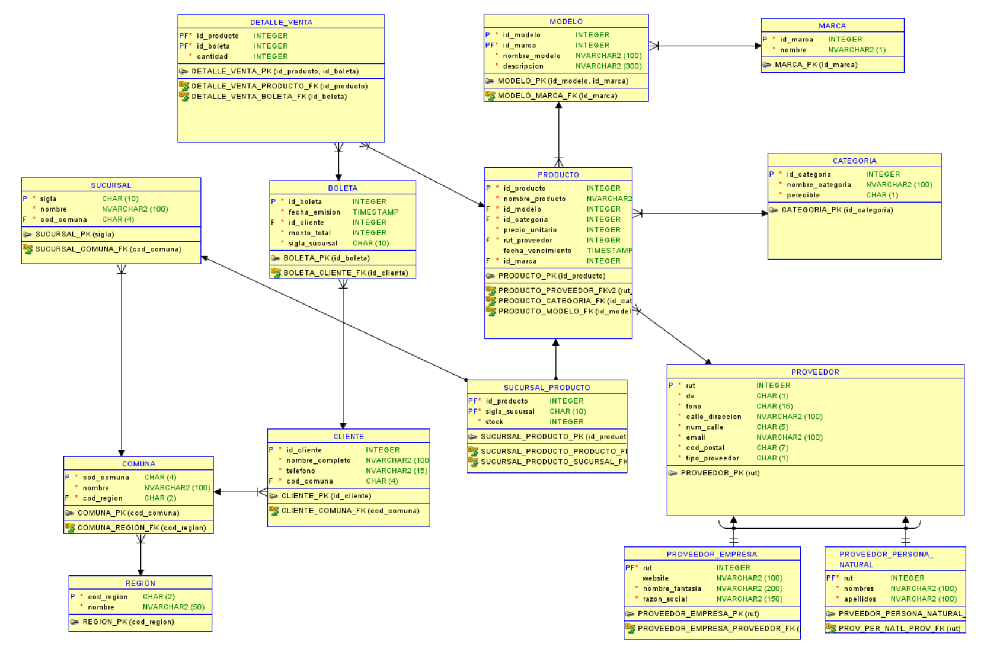 DETALLE_VENTA
PF* id_producto INTEGER
PF* id_boleta INTEGER
* cantidad INTEGER
DETALLE_VENTA_PK (id_producto, id_boleta)
DETALLE_VENTA_PRODUCTO_FK (id_producto)
DETALLE_VENTA_BOLETA_FK (id_boleta)
MODELO
P * id_modelo INTEGER
PF* id_marca INTEGER
* nombre_modelo NVARCHAR2 (100)
* descripcion NVARCHAR2 (300)
MODELO_PK (id_modelo, id_marca)
MODELO_MARCA_FK (id_marca)
MARCA
P * id_marca INTEGER
* nombre NVARCHAR2 (1)
MARCA_PK (id_marca)
SUCURSAL
P * sigla CHAR (10)
* nombre NVARCHAR2 (100)
F * cod_comuna CHAR (4)
SUCURSAL_PK (sigla)
SUCURSAL_COMUNA_FK (cod_comuna)
BOLETA
P * id_boleta INTEGER
* fecha_emision TIMESTAMP
F * id_cliente INTEGER
* monto_total INTEGER
* sigla_sucursal CHAR (10)
BOLETA_PK (id_boleta)
BOLETA_CLIENTE_FK (id_cliente)
PRODUCTO
P * id_producto INTEGER
* nombre_producto NVARCHAR2
F * id_modelo INTEGER
F * id_categoria INTEGER
* precio_unitario INTEGER
F * rut_proveedor INTEGER
fecha_vencimiento TIMESTAMP
F * id_marca INTEGER
PRODUCTO_PK (id_producto)
PRODUCTO_PROVEEDOR_FKv2 (rut_
PRODUCTO_CATEGORIA_FK (id_cat
PRODUCTO_MODELO_FK (id_model
CATEGORIA
P * id_categoria INTEGER
* nombre_categoria NVARCHAR2 (100)
* perecible CHAR (1)
CATEGORIA_PK (id_categoria)
SUCURSAL_PRODUCTO
PF* id_producto INTEGER
PF* sigla_sucursal CHAR (10)
* stock INTEGER
SUCURSAL_PRODUCTO_PK (id_product
SUCURSAL_PRODUCTO_PRODUCTO_F
SUCURSAL_PRODUCTO_SUCURSAL_FK
PROVEEDOR
P * rut INTEGER
* dv CHAR (1)
* fono CHAR (15)
* calle_direccion NVARCHAR2 (100)
* num_calle CHAR (5)
* email NVARCHAR2 (100)
* cod_postal CHAR (7)
* tipo_proveedor CHAR (1)
PROVEEDOR_PK (rut)
CLIENTE
P * id_cliente INTEGER
* nombre_completo NVARCHAR2 (100
* telefono NVARCHAR2 (15)
F * cod_comuna CHAR (4)
CLIENTE_PK (id_cliente)
CLIENTE_COMUNA_FK (cod_comuna)
COMUNA
P * cod_comuna CHAR (4)
* nombre NVARCHAR2 (100)
F * cod_region CHAR (2)
COMUNA_PK (cod_comuna)
COMUNA_REGION_FK (cod_region)
REGION
P * cod_region CHAR (2)
* nombre NVARCHAR2 (50)
REGION_PK (cod_region)
PROVEEDOR_EMPRESA
PF* rut INTEGER
website NVARCHAR2 (100)
* nombre_fantasia NVARCHAR2 (200)
* razon_social NVARCHAR2 (150)
PROVEEDOR_EMPRESA_PK (rut)
PROVEEDOR_EMPRESA_PROVEEDOR_FK (
PROVEEDOR_PERSONA_
NATURAL
PF* rut INTEGER
* nombres NVARCHAR2 (100)
* apellidos NVARCHAR2 (100)
PRVEEDOR_PERSONA_NATURAL_
PROV_PER_NATL_PROV_FK (rut)